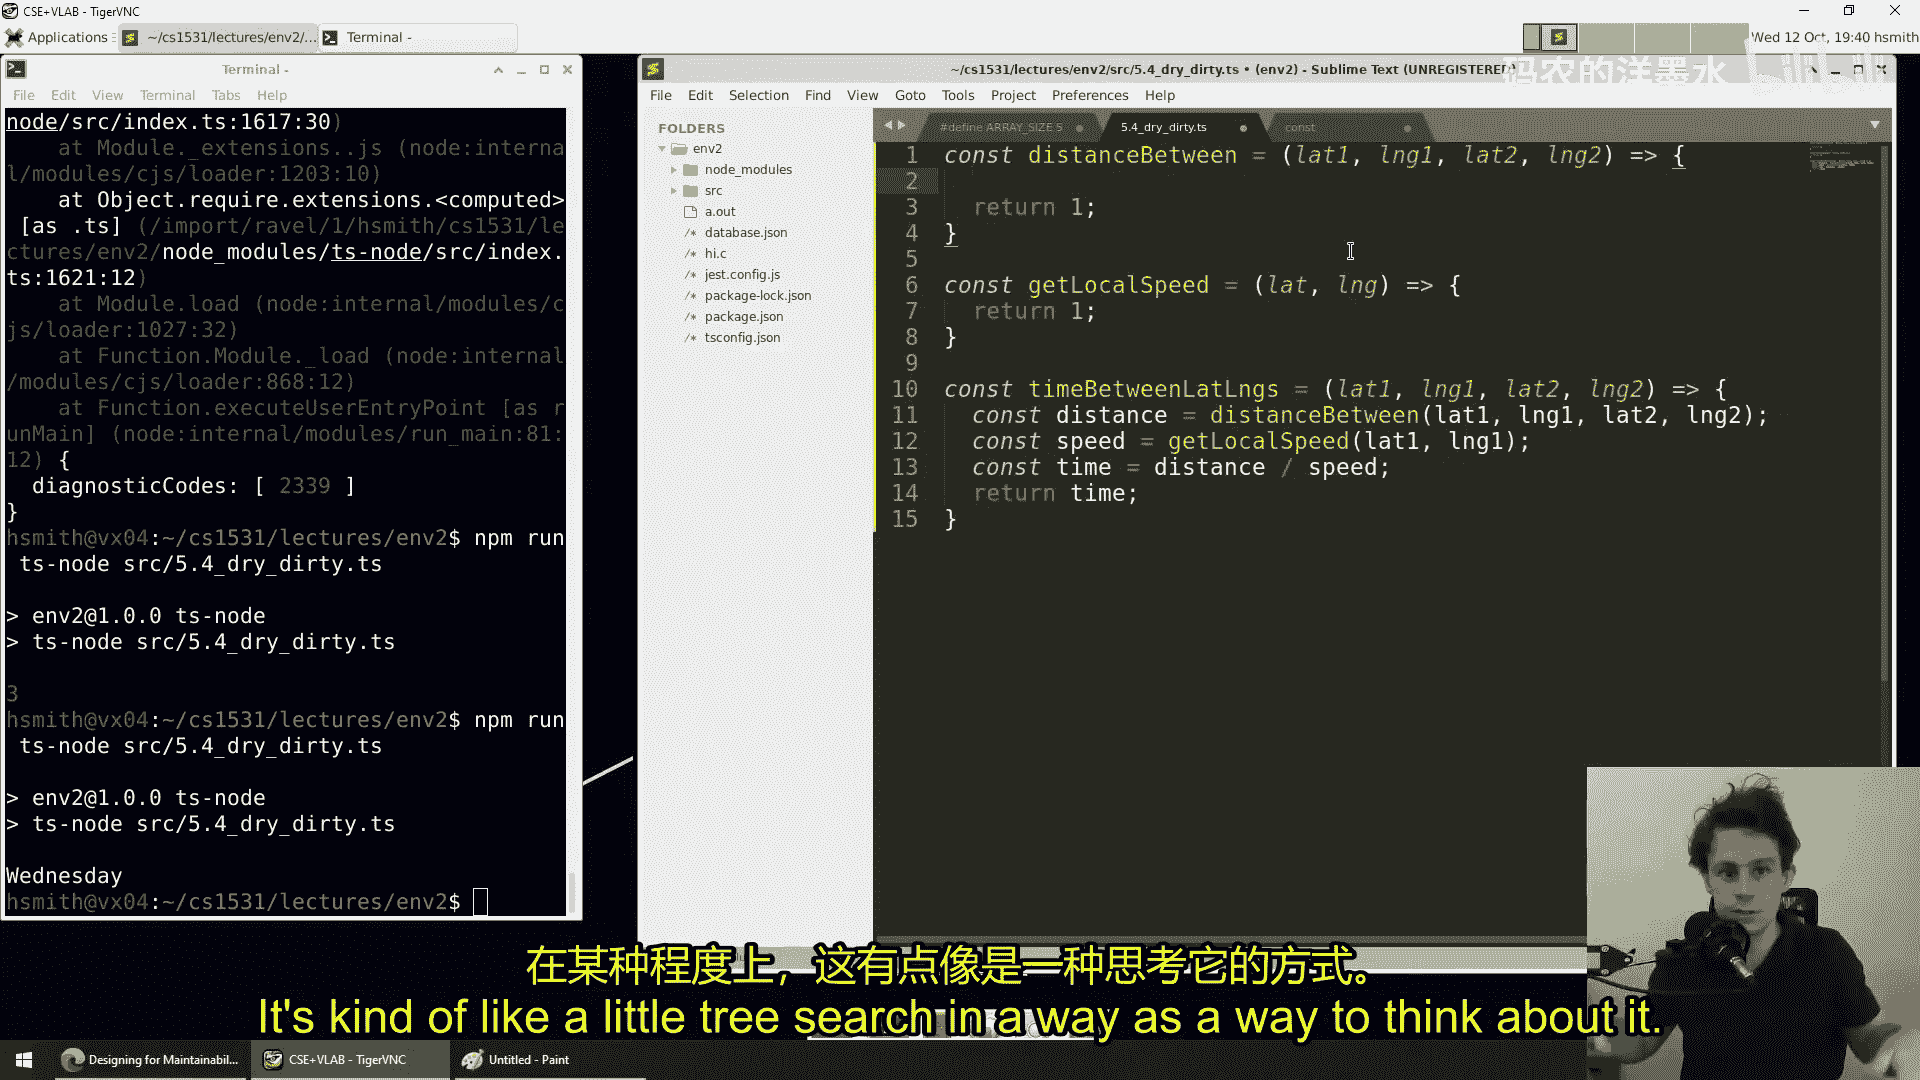 CSE+VLAB - TigerVNC
Applications
~/cs1531/lectures/env2/...
Terminal -
Wed 12 Oct, 19:40 hsmith
码农的洋墨水
Terminal -
File Edit View Terminal Tabs Help
node/src/index.ts:1617:30)
at Module._extensions..js (node:interna
l/modules/cjs/loader:1203:10)
at Object.require.extensions.<computed>
[as .ts] (/import/ravel/1/hsmith/cs1531/le
ctures/env2/node_modules/ts-node/src/index.
ts:1621:12)
at Module.load (node:internal/modules/c
js/loader:1027:32)
at Function.Module._load (node:internal
/modules/cjs/loader:868:12)
at Function.executeUserEntryPoint [as r
unMain] (node:internal/modules/run_main:81:
12) {
diagnosticCodes: [ 2339 ]
}
hsmith@vx04:~/cs1531/lectures/env2$ npm run
ts-node src/5.4_dry_dirty.ts
> env2@1.0.0 ts-node
> ts-node src/5.4_dry_dirty.ts
3
hsmith@vx04:~/cs1531/lectures/env2$ npm run
ts-node src/5.4_dry_dirty.ts
> env2@1.0.0 ts-node
> ts-node src/5.4_dry_dirty.ts
Wednesday
hsmith@vx04:~/cs1531/lectures/env2$
~/cs1531/lectures/env2/src/5.4_dry_dirty.ts • (env2) - Sublime Text (UNREGISTERED)
File Edit Selection Find View Goto Tools Project Preferences Help
FOLDERS
env2
node_modules
src
a.out
database.json
hi.c
jest.config.js
package-lock.json
package.json
tsconfig.json
#define ARRAY_SIZE 5
5.4_dry_dirty.ts
const
1 const distanceBetween = (lat1, lng1, lat2, lng2) => {
2
3 return 1;
4 }
5
6 const getLocalSpeed = (lat, lng) => {
7 return 1;
8 }
9
10 const timeBetweenLatLngs = (lat1, lng1, lat2, lng2) => {
11 const distance = distanceBetween(lat1, lng1, lat2, lng2);
12 const speed = getLocalSpeed(lat1, lng1);
13 const time = distance / speed;
14 return time;
15 }
在某种程度上，这有点像是一种思考它的方式。
It's kind of like a little tree search in a way as a way to think about it.
Designing for Maintainabil...
CSE+VLAB - TigerVNC
Untitled - Paint